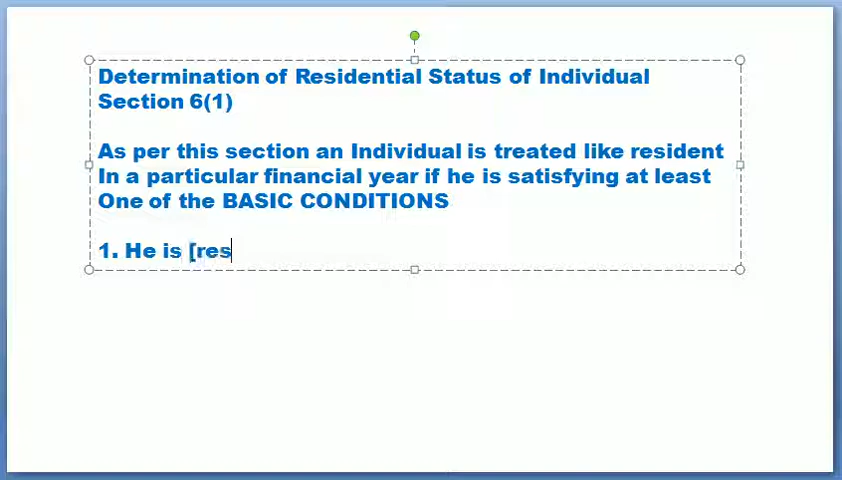 Determination of Residential Status of Individual
Section 6(1)
As per this section an Individual is treated like resident
In a particular financial year if he is satisfying at least
One of the BASIC CONDITIONS
1. He is [res